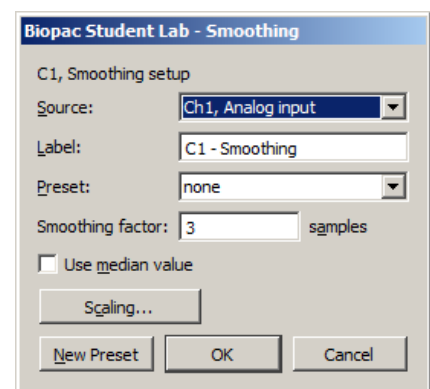 Biopac Student Lab - Smoothing
C1, Smoothing setup
Source: Ch1, Analog input
Label: C1 - Smoothing
Preset: none
Smoothing factor: 3 samples
Use median value
Scaling...
New Preset OK Cancel